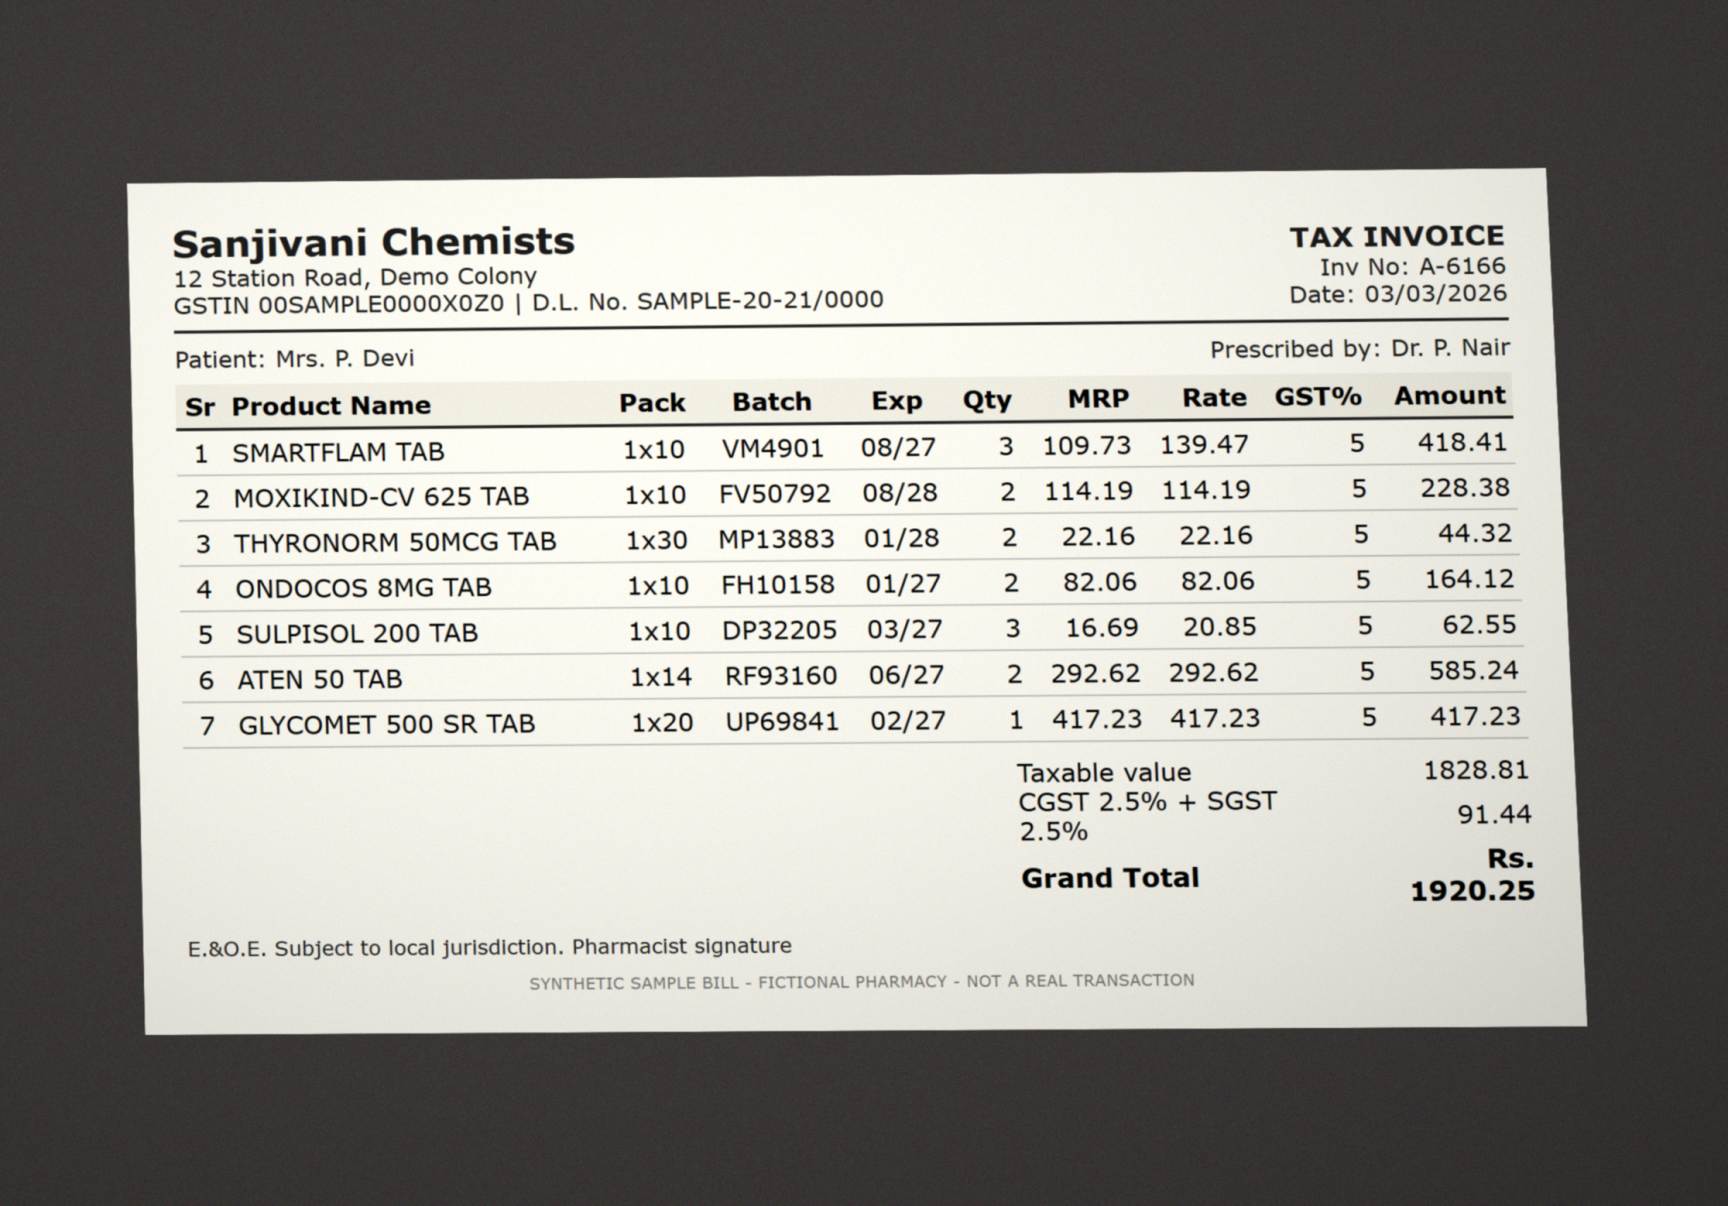 Sanjivani Chemists
12 Station Road, Demo Colony
GSTIN 00SAMPLE0000X0Z0 | D.L. No. SAMPLE-20-21/0000
TAX INVOICE
Inv No: A-6166
Date: 03/03/2026
Patient: Mrs. P. Devi
Prescribed by: Dr. P. Nair
Sr Product Name Pack Batch Exp Qty MRP Rate GST% Amount
1 SMARTFLAM TAB 1x10 VM4901 08/27 3 109.73 139.47 5 418.41
2 MOXIKIND-CV 625 TAB 1x10 FV50792 08/28 2 114.19 114.19 5 228.38
3 THYRONORM 50MCG TAB 1x30 MP13883 01/28 2 22.16 22.16 5 44.32
4 ONDOCOS 8MG TAB 1x10 FH10158 01/27 2 82.06 82.06 5 164.12
5 SULPISOL 200 TAB 1x10 DP32205 03/27 3 16.69 20.85 5 62.55
6 ATEN 50 TAB 1x14 RF93160 06/27 2 292.62 292.62 5 585.24
7 GLYCOMET 500 SR TAB 1x20 UP69841 02/27 1 417.23 417.23 5 417.23
Taxable value 1828.81
CGST 2.5% + SGST
2.5% 91.44
Grand Total Rs.
1920.25
E.&O.E. Subject to local jurisdiction. Pharmacist signature
SYNTHETIC SAMPLE BILL - FICTIONAL PHARMACY - NOT A REAL TRANSACTION